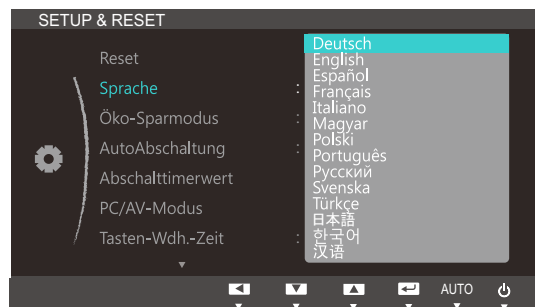 SETUP & RESET
Reset
Sprache :
Öko-Sparmodus :
AutoAbschaltung :
Abschalttimerwert
PC/AV-Modus
Tasten-Wdh.-Zeit :
Deutsch
English
Español
Français
Italiano
Magyar
Polski
Português
Русский
Svenska
Türkçe
日本語
한국어
汉语
AUTO